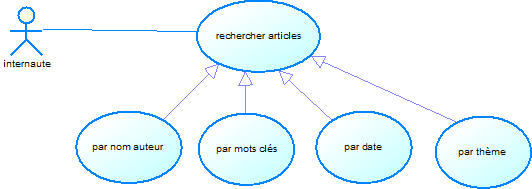 rechercher articles
internaute
par nom auteur
par mots clés
par date
par thème